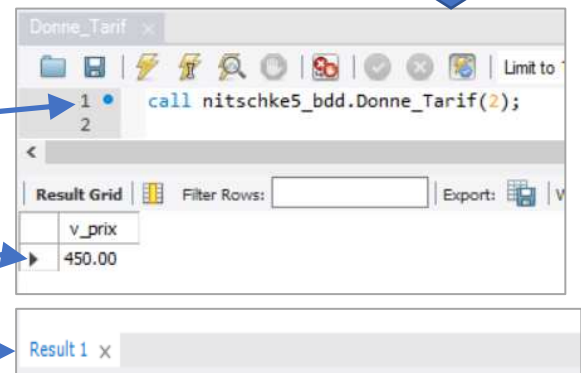 Donne_Tarif ×
Limit to
1 call nitschke5_bdd.Donne_Tarif(2);
2
Result Grid Filter Rows: Export:
v_prix
450.00
Result 1 ×